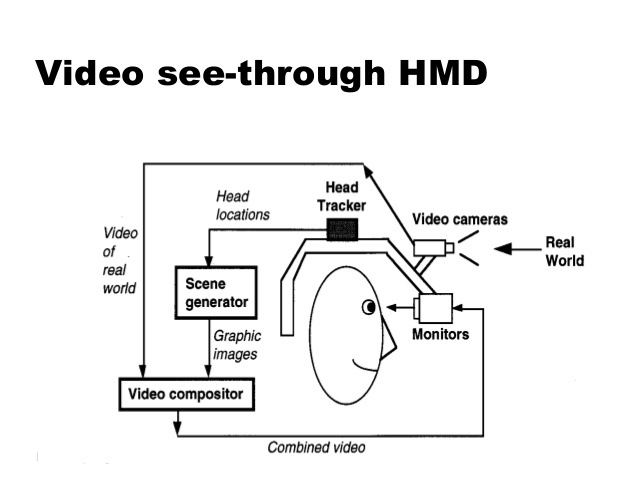 Video see-through HMD
Head
Tracker
Head
locations
Video cameras
Video
of
real
world
Real
World
Scene
generator
Monitors
Graphic
images
Video compositor
Combined video